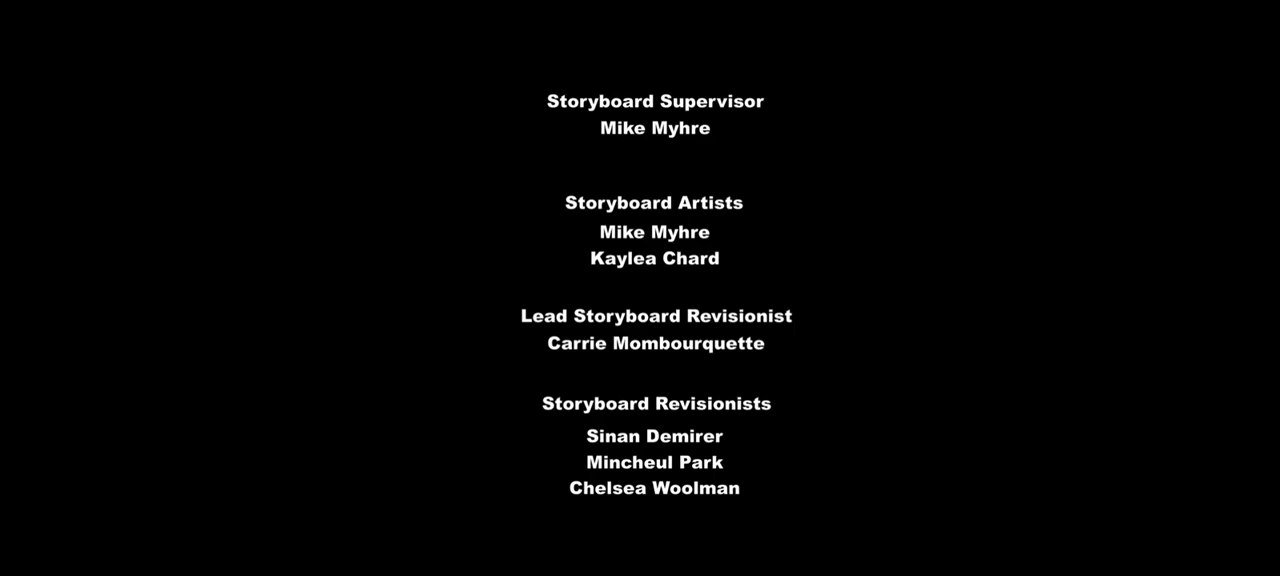 Storyboard Supervisor
Mike Myhre
Storyboard Artists
Mike Myhre
Kaylea Chard
Lead Storyboard Revisionist
Carrie Mombourquette
Storyboard Revisionists
Sinan Demirer
Mincheul Park
Chelsea Woolman